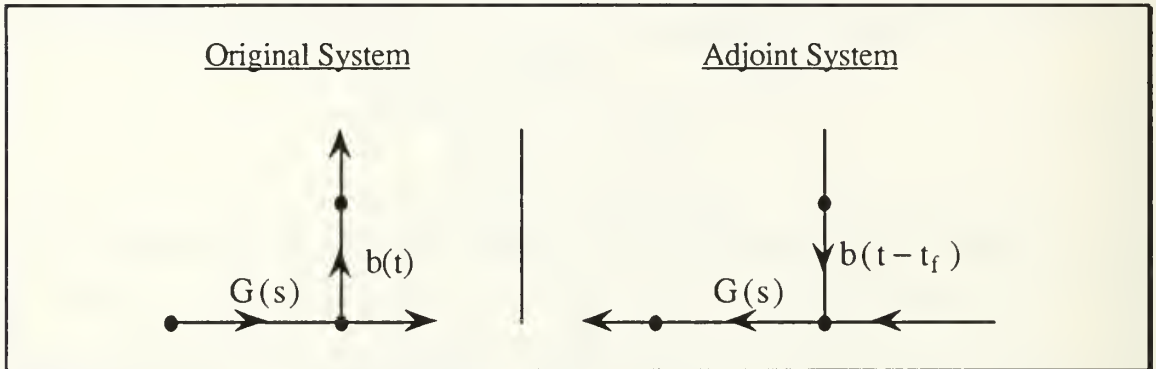 Original System
Adjoint System
b(t)
G(s)
b(t − t_f)
G(s)